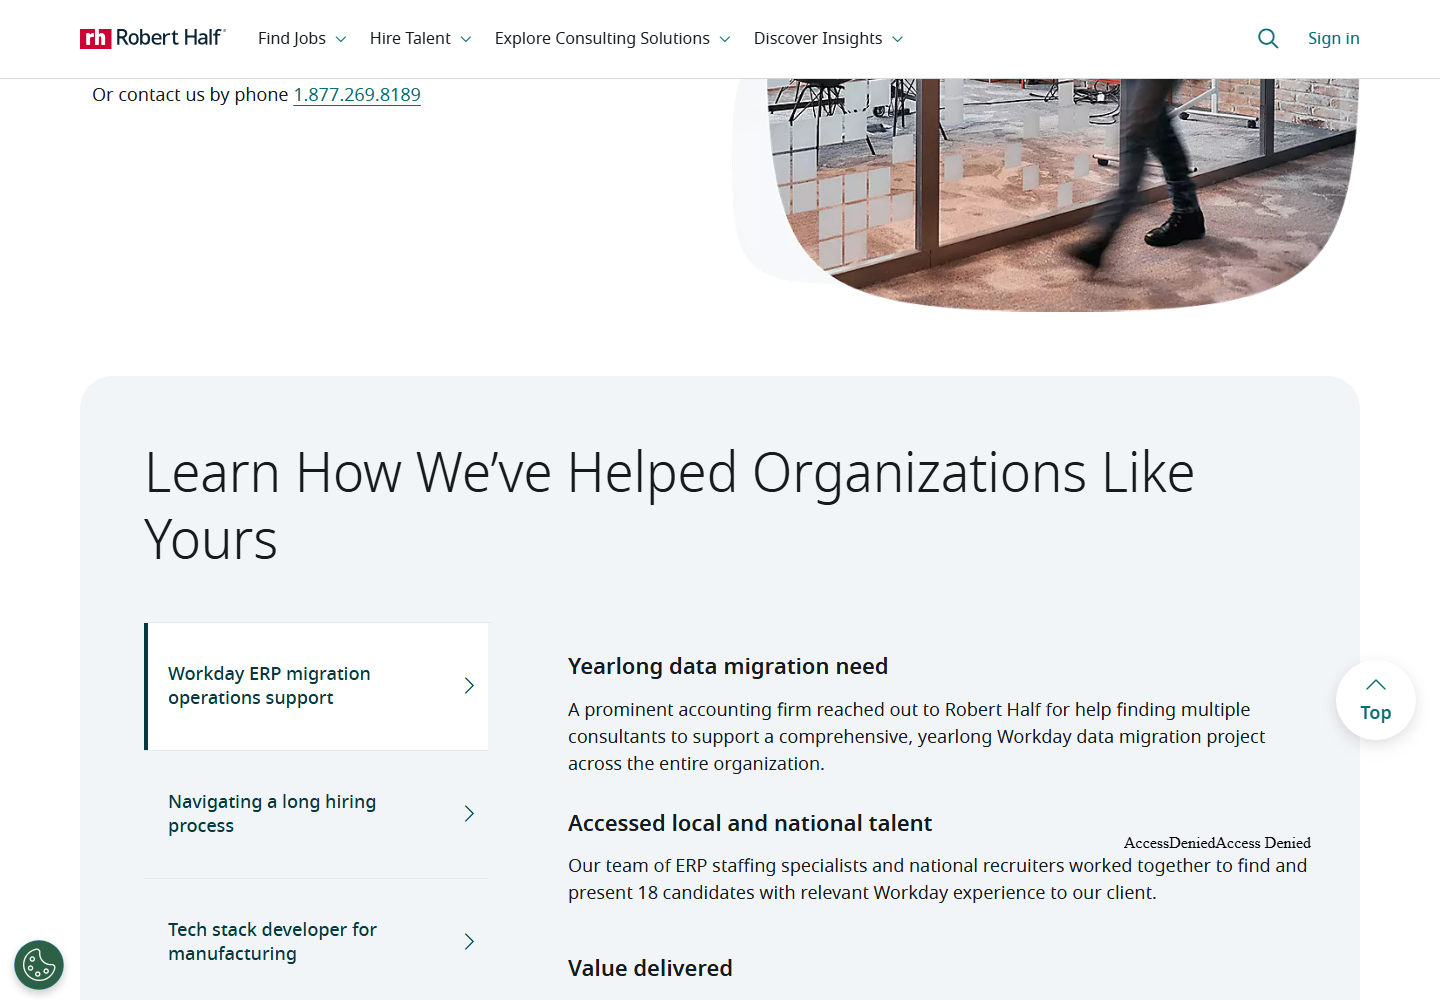 rh Robert Half®
Find Jobs
Hire Talent
Explore Consulting Solutions
Discover Insights
Sign in
Or contact us by phone 1.877.269.8189
Learn How We’ve Helped Organizations Like
Yours
Workday ERP migration
operations support
Navigating a long hiring
process
Tech stack developer for
manufacturing
Yearlong data migration need
A prominent accounting firm reached out to Robert Half for help finding multiple
consultants to support a comprehensive, yearlong Workday data migration project
across the entire organization.
Accessed local and national talent
AccessDeniedAccess Denied
Our team of ERP staffing specialists and national recruiters worked together to find and
present 18 candidates with relevant Workday experience to our client.
Value delivered
Top